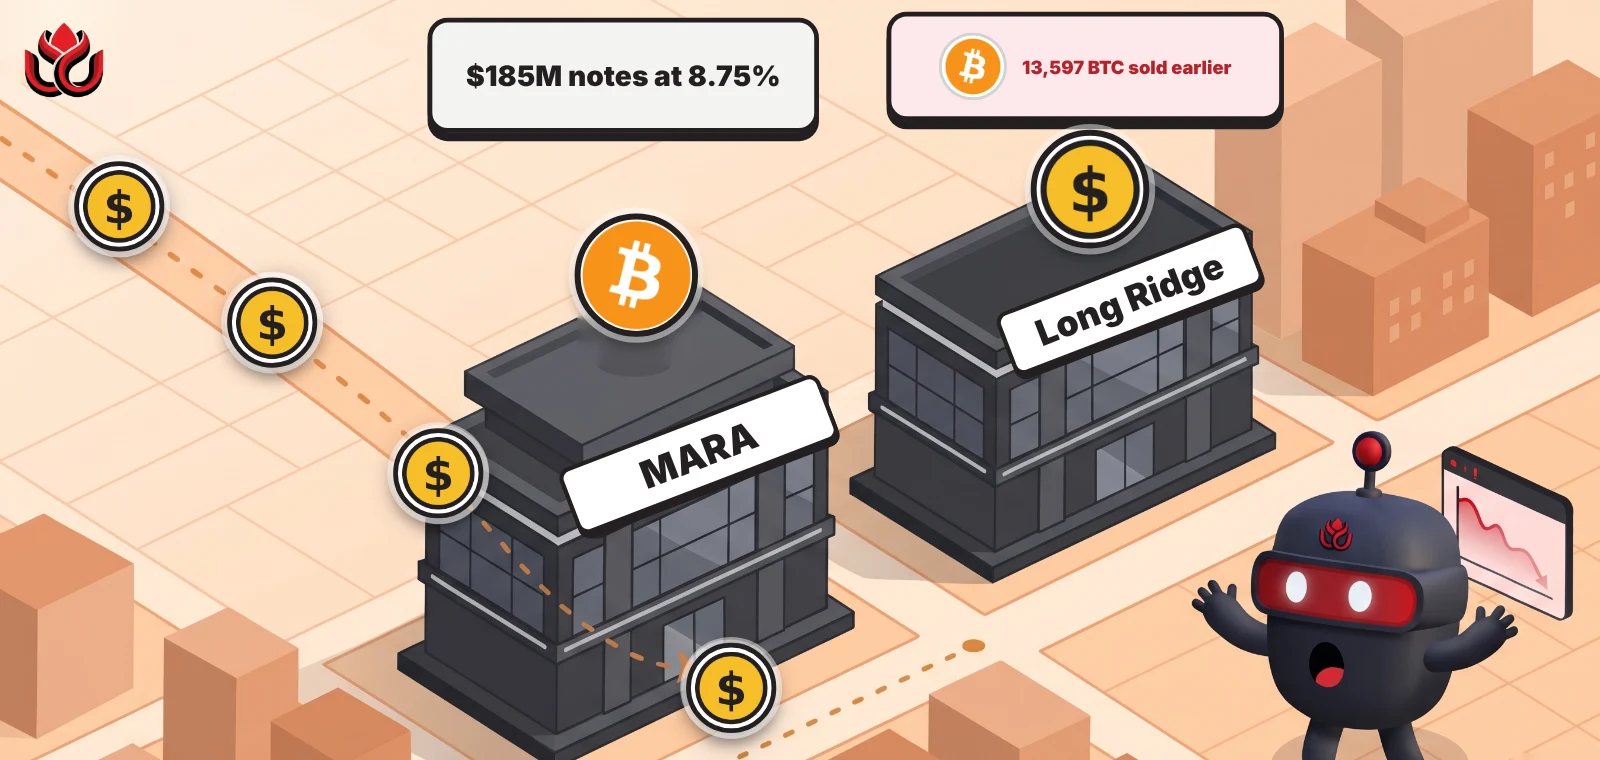 $185M notes at 8.75%
13,597 BTC sold earlier
Long Ridge
MARA